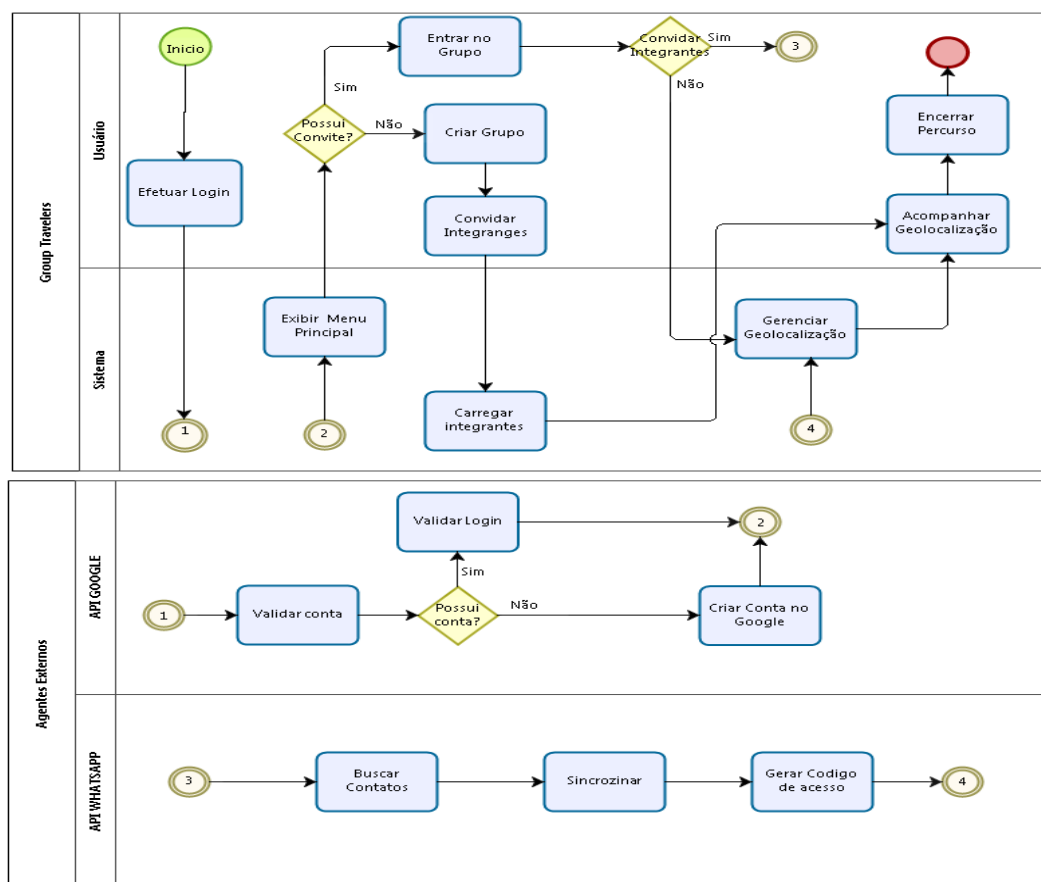 Group Travelers
Usuário
Inicio
Efetuar Login
Possui
Convite?
Sim
Não
Entrar no
Grupo
Criar Grupo
Convidar
Integranges
Convidar
Integrantes
Sim
3
Não
Encerrar
Percurso
Acompanhar
Geolocalização
Sistema
1
Exibir Menu
Principal
2
Carregar
integrantes
Gerenciar
Geolocalização
4
Agentes Externos
API GOOGLE
1
Validar conta
Possui
conta?
Sim
Validar Login
Não
Criar Conta no
Google
2
API WHATSAPP
3
Buscar
Contatos
Sincrozinar
Gerar Codigo
de acesso
4